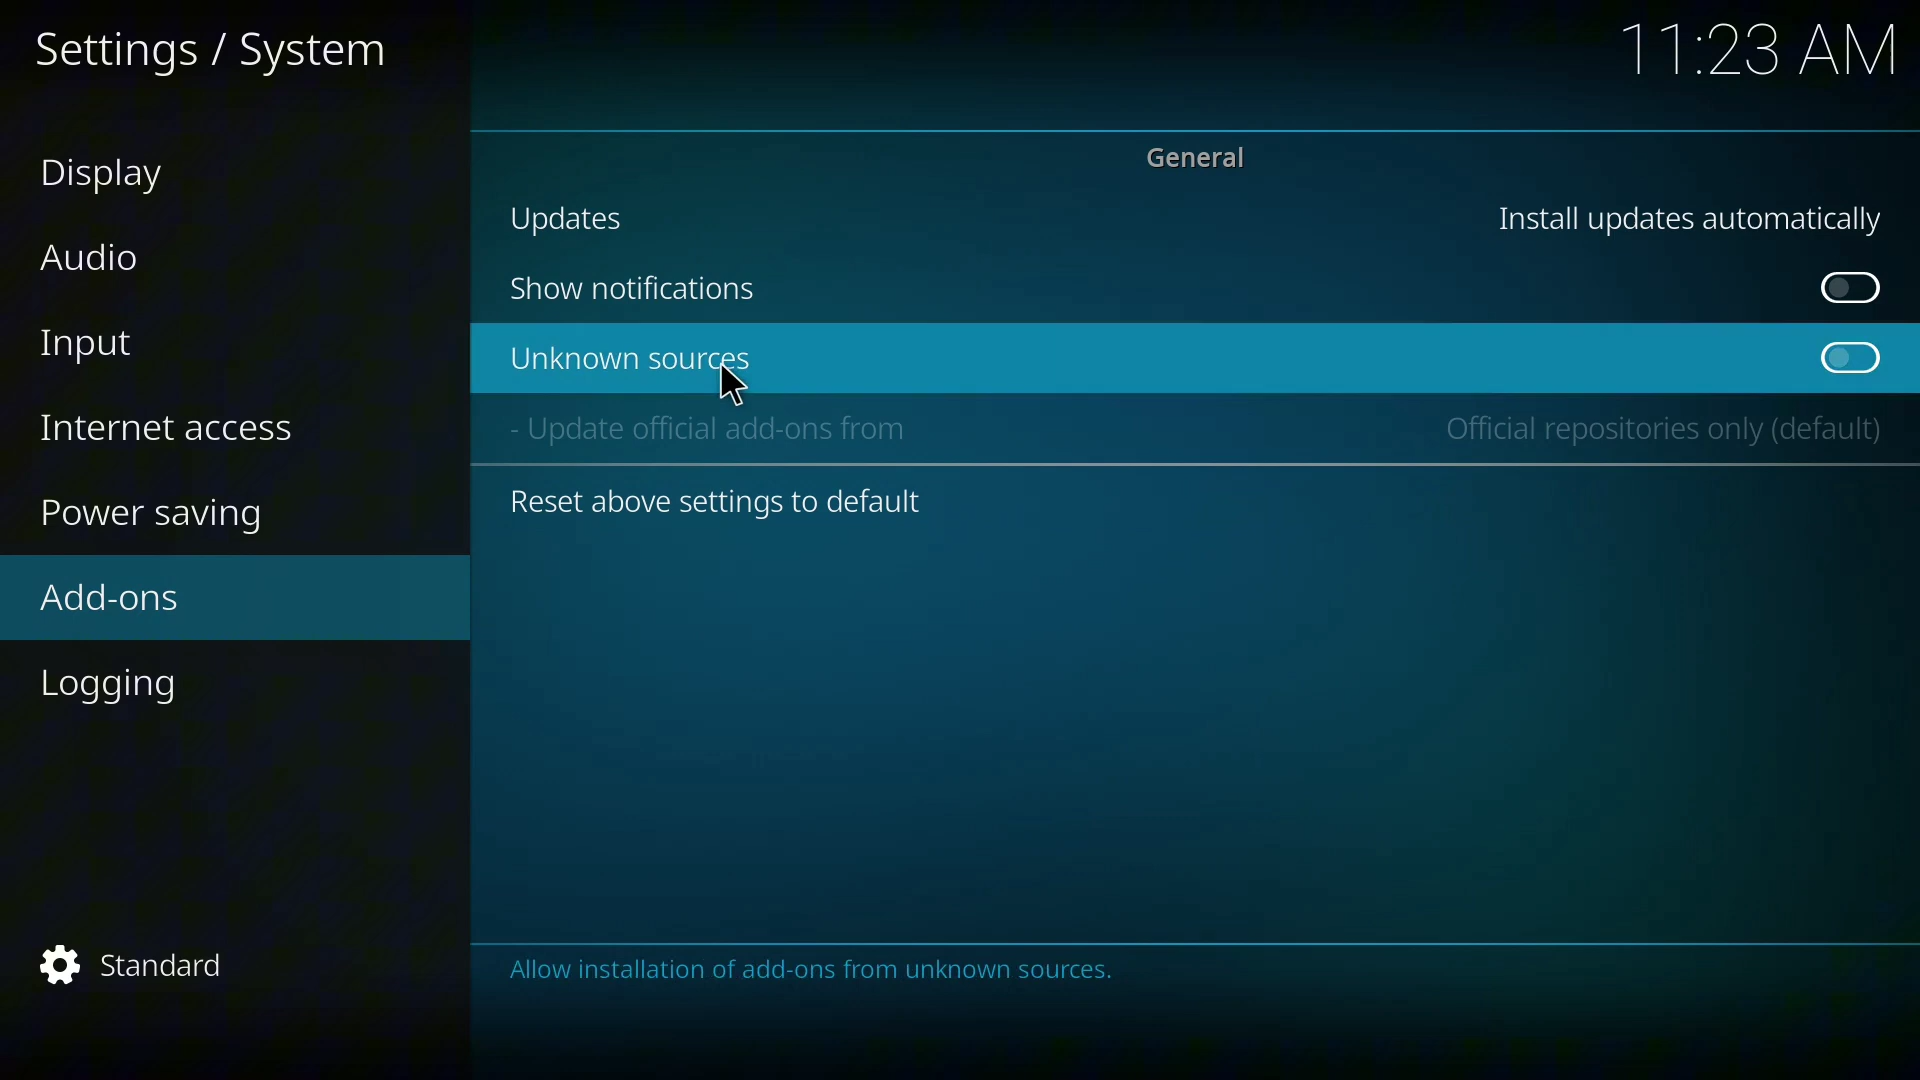 Settings / System
11:23 AM
Display
Audio
Input
Internet access
Power saving
Add-ons
Logging
Standard
General
Updates Install updates automatically
Show notifications
Unknown sources
- Update official add-ons from Official repositories only (default)
Reset above settings to default
Allow installation of add-ons from unknown sources.